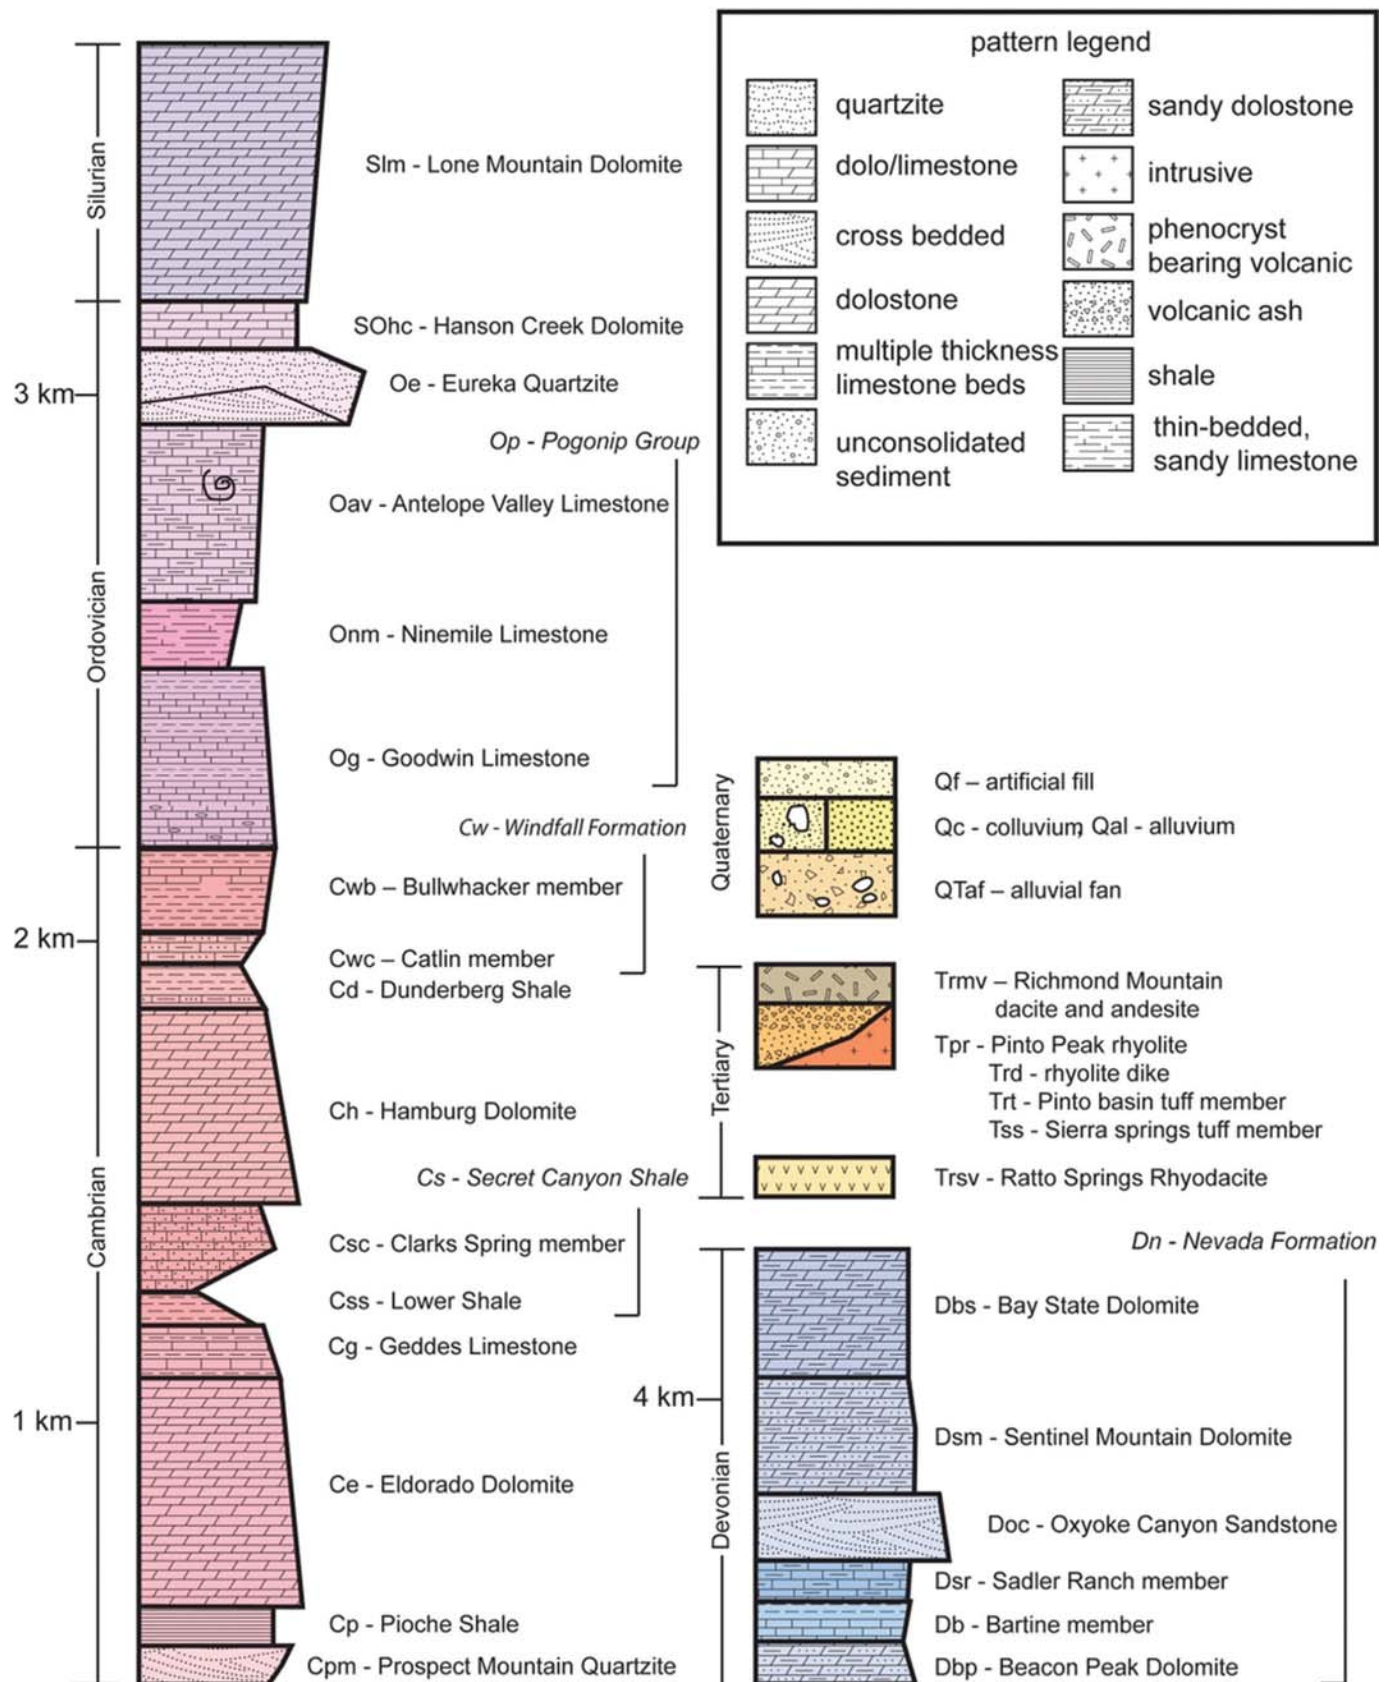 pattern legend
quartzite
dolo/limestone
cross bedded
dolostone
multiple thickness
limestone beds
unconsolidated
sediment
sandy dolostone
intrusive
phenocryst
bearing volcanic
volcanic ash
shale
thin-bedded,
sandy limestone
Silurian
Ordovician
Cambrian
3 km
2 km
1 km
Slm - Lone Mountain Dolomite
SOhc - Hanson Creek Dolomite
Oe - Eureka Quartzite
Op - Pogonip Group
Oav - Antelope Valley Limestone
Onm - Ninemile Limestone
Og - Goodwin Limestone
Cw - Windfall Formation
Cwb – Bullwhacker member
Cwc – Catlin member
Cd - Dunderberg Shale
Ch - Hamburg Dolomite
Cs - Secret Canyon Shale
Csc - Clarks Spring member
Css - Lower Shale
Cg - Geddes Limestone
Ce - Eldorado Dolomite
Cp - Pioche Shale
Cpm - Prospect Mountain Quartzite
Quaternary
Qf – artificial fill
Qc - colluvium, Qal - alluvium
QTaf – alluvial fan
Tertiary
Trmv – Richmond Mountain
dacite and andesite
Tpr - Pinto Peak rhyolite
Trd - rhyolite dike
Trt - Pinto basin tuff member
Tss - Sierra springs tuff member
Trsv - Ratto Springs Rhyodacite
Dn - Nevada Formation
Devonian
4 km
Dbs - Bay State Dolomite
Dsm - Sentinel Mountain Dolomite
Doc - Oxyoke Canyon Sandstone
Dsr - Sadler Ranch member
Db - Bartine member
Dbp - Beacon Peak Dolomite